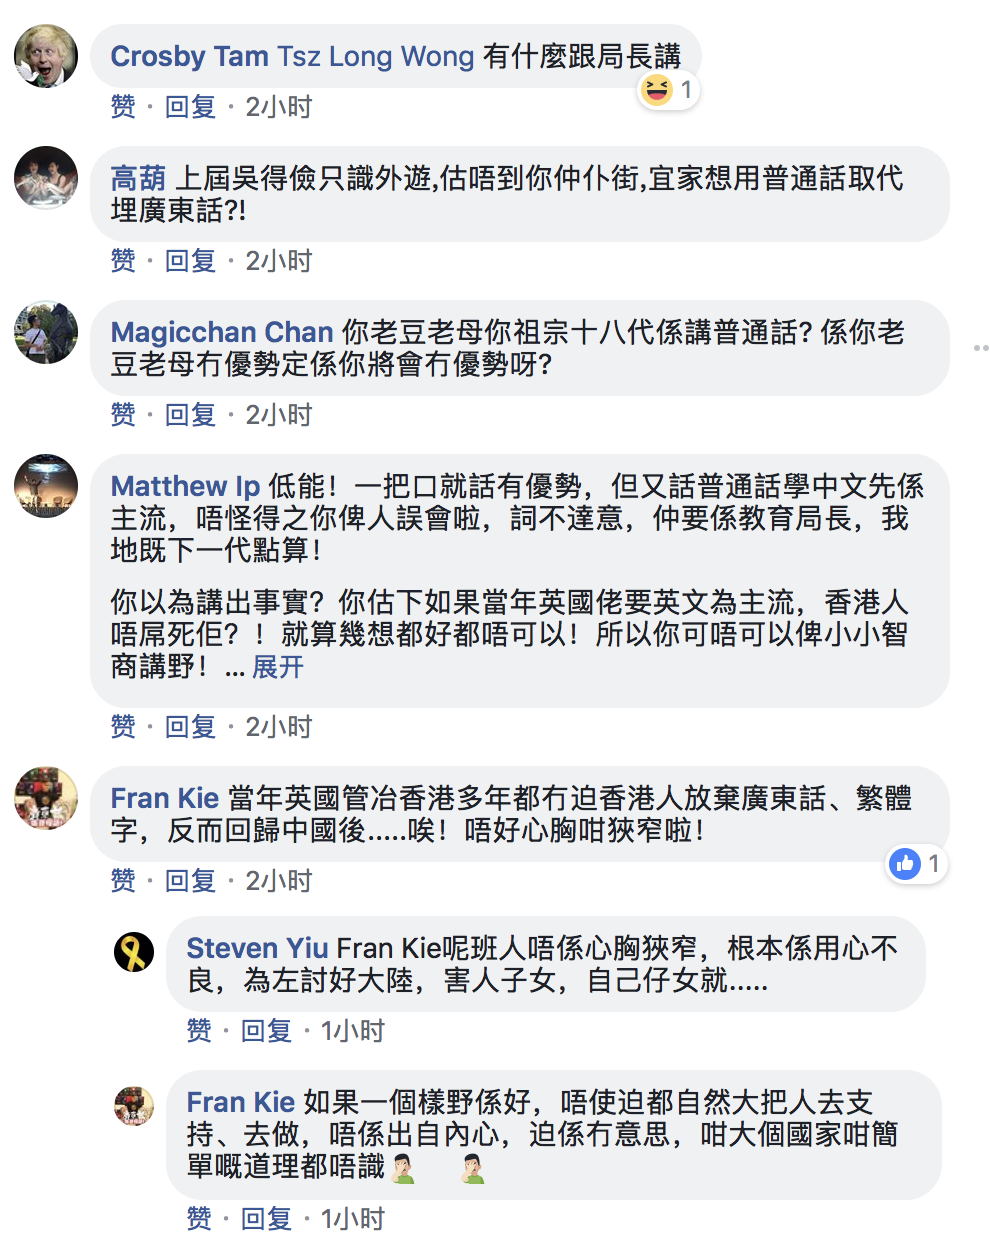 Crosby Tam Tsz Long Wong 有什麼跟局長講
1
赞 · 回复 · 2小时
高葫 上屆吳得儉只識外遊,估唔到你仲仆街,宜家想用普通話取代
埋廣東話?!
赞 · 回复 · 2小时
Magicchan Chan 你老豆老母你祖宗十八代係講普通話? 係你老
豆老母冇優勢定係你將會冇優勢呀?
赞 · 回复 · 2小时
Matthew Ip 低能！一把口就話有優勢，但又話普通話學中文先係
主流，唔怪得之你俾人誤會啦，詞不達意，仲要係教育局長，我
地既下一代點算！
你以為講出事實？你估下如果當年英國佬要英文為主流，香港人
唔屌死佢？！就算幾想都好都唔可以！所以你可唔可以俾小小智
商講野！... 展开
赞 · 回复 · 2小时
Fran Kie 當年英國管治香港多年都冇迫香港人放棄廣東話、繁體
字，反而回歸中國後.....唉！唔好心胸咁狹窄啦！
1
赞 · 回复 · 2小时
Steven Yiu Fran Kie呢班人唔係心胸狹窄，根本係用心不
良，為左討好大陸，害人子女，自己仔女就.....
赞 · 回复 · 1小时
Fran Kie 如果一個樣野係好，唔使迫都自然大把人去支
持、去做，唔係出自內心，迫係冇意思，咁大個國家咁簡
單嘅道理都唔識🤦🏻‍♂️ 🤦🏻‍♂️
赞 · 回复 · 1小时